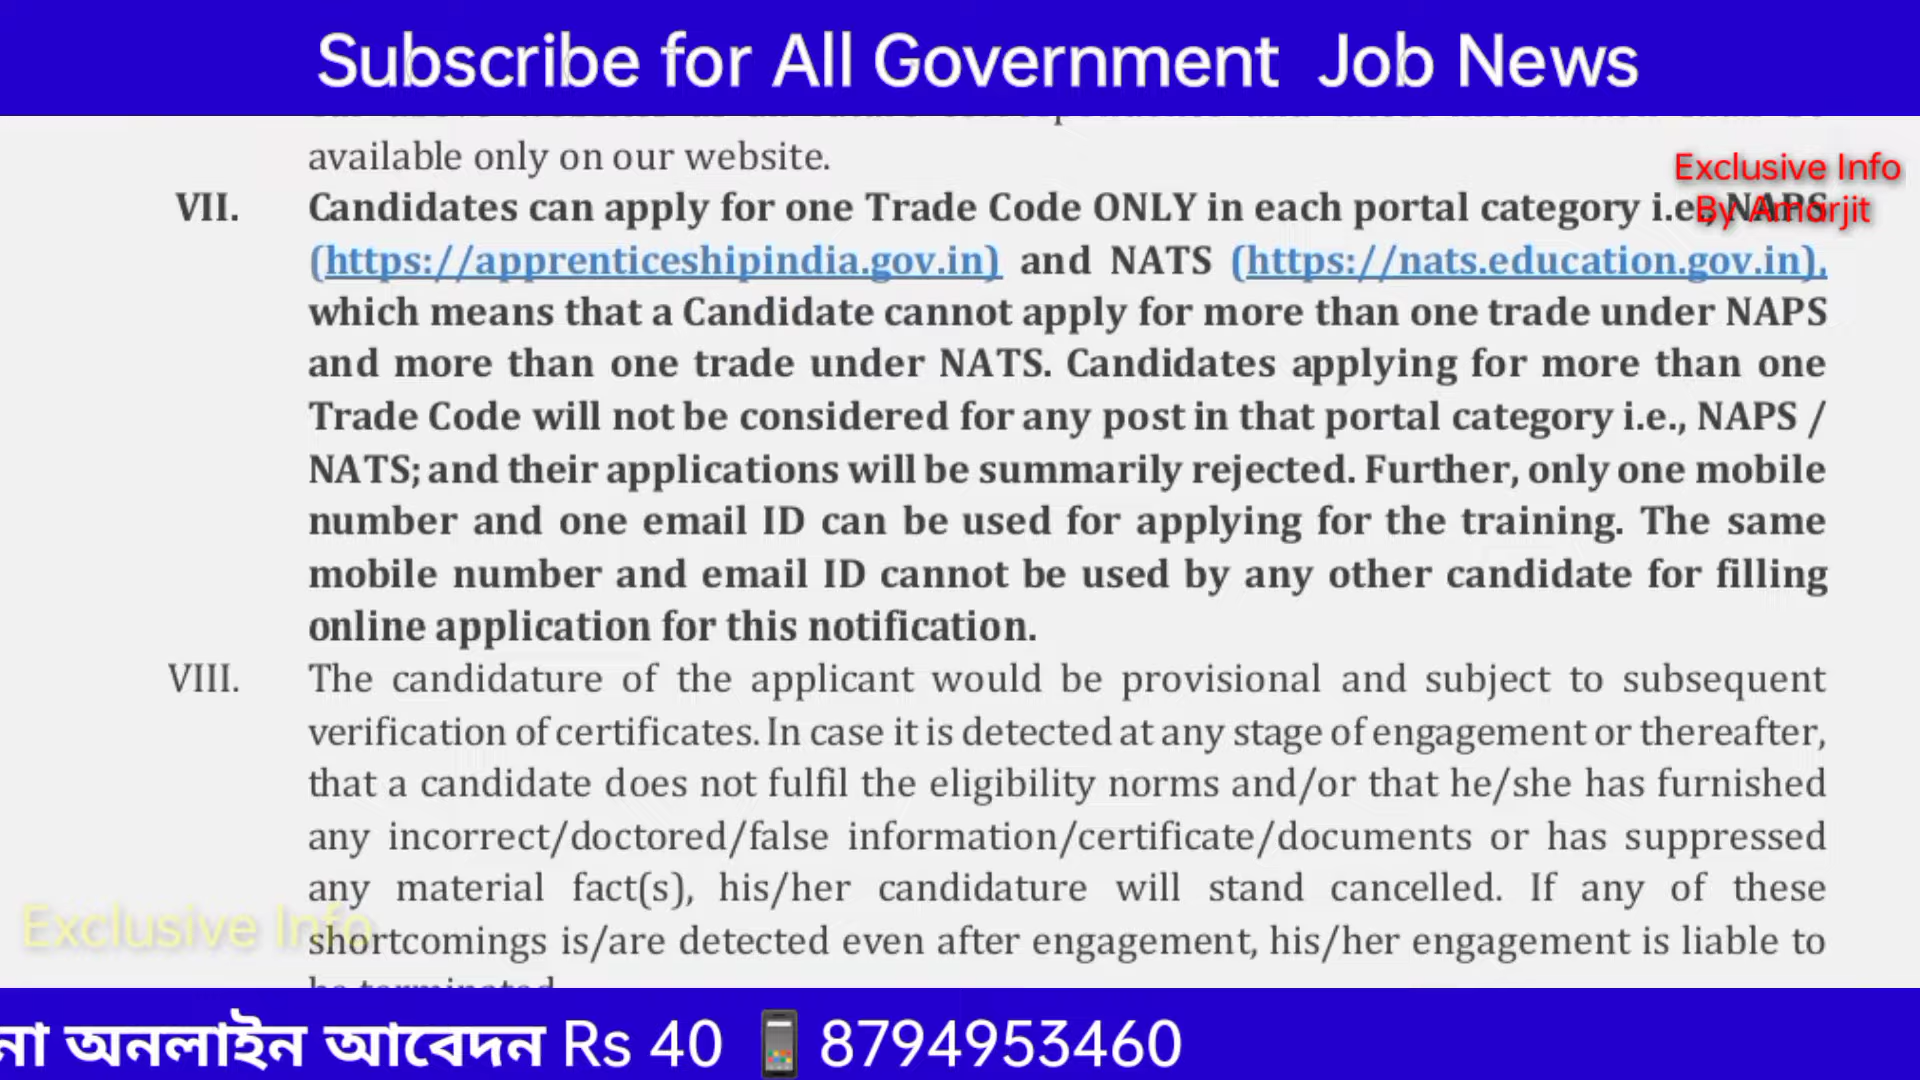 Subscribe for All Government Job News
available only on our website.
Exclusive Info
By Amarjit
VII. Candidates can apply for one Trade Code ONLY in each portal category i.e., NAPS
(https://apprenticeshipindia.gov.in) and NATS (https://nats.education.gov.in),
which means that a Candidate cannot apply for more than one trade under NAPS
and more than one trade under NATS. Candidates applying for more than one
Trade Code will not be considered for any post in that portal category i.e., NAPS /
NATS; and their applications will be summarily rejected. Further, only one mobile
number and one email ID can be used for applying for the training. The same
mobile number and email ID cannot be used by any other candidate for filling
online application for this notification.
VIII. The candidature of the applicant would be provisional and subject to subsequent
verification of certificates. In case it is detected at any stage of engagement or thereafter,
that a candidate does not fulfil the eligibility norms and/or that he/she has furnished
any incorrect/doctored/false information/certificate/documents or has suppressed
any material fact(s), his/her candidature will stand cancelled. If any of these
Exclusive Info
shortcomings is/are detected even after engagement, his/her engagement is liable to
be terminated
অনলাইন আবেদন Rs 40 8794953460